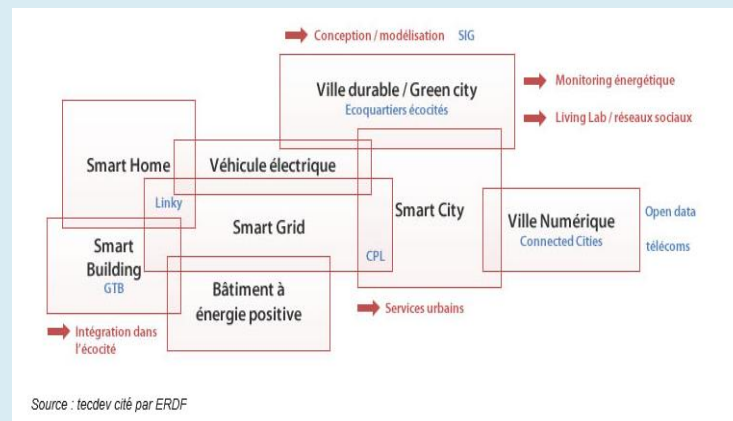 Conception / modélisation SIG
Ville durable / Green city
Ecoquartiers écocités
Monitoring énergétique
Living Lab / réseaux sociaux
Smart Home
Véhicule électrique
Linky
Smart Grid
Smart City
Ville Numérique
Connected Cities
Open data
télécoms
Smart
Building
GTB
CPL
Bâtiment à
énergie positive
Services urbains
Intégration dans
l'écocité
Source : tecdev cité par ERDF